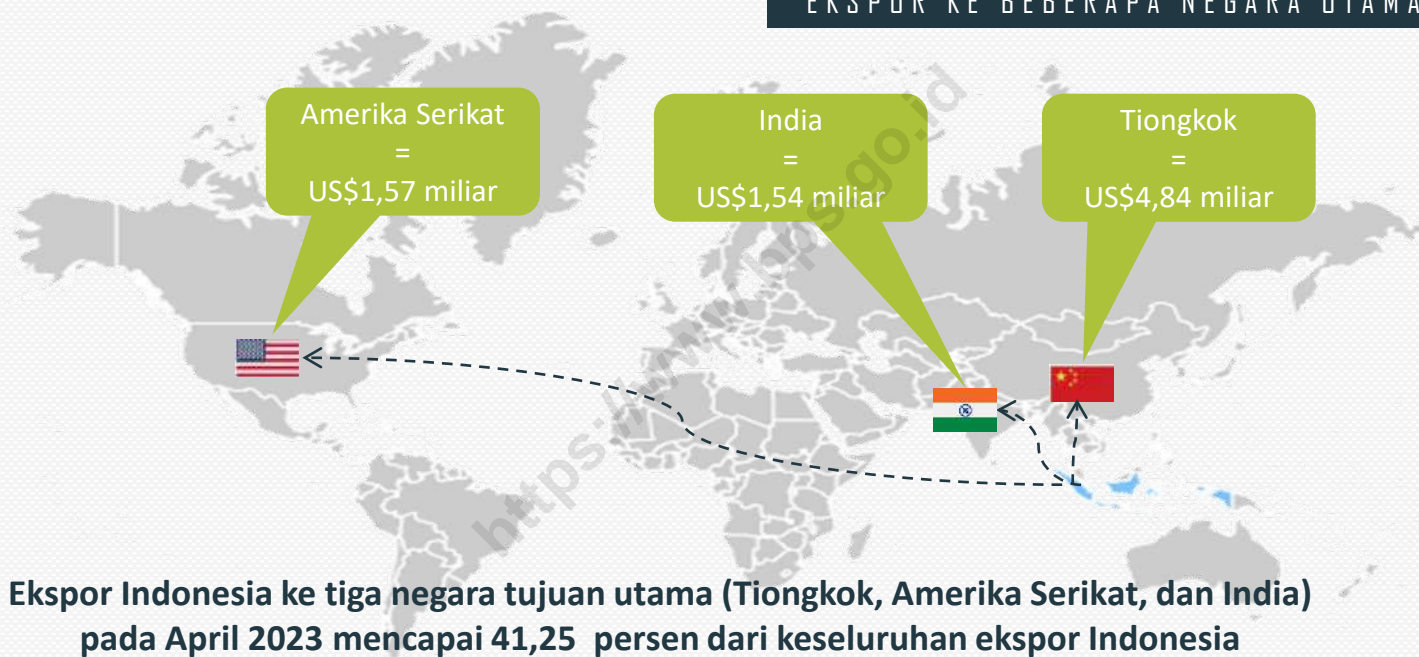 EKSPOR KE BEBERAPA NEGARA UTAMA
Amerika Serikat
=
US$1,57 miliar
India
=
US$1,54 miliar
Tiongkok
=
US$4,84 miliar
https://www.bps.go.id
Ekspor Indonesia ke tiga negara tujuan utama (Tiongkok, Amerika Serikat, dan India)
pada April 2023 mencapai 41,25 persen dari keseluruhan ekspor Indonesia